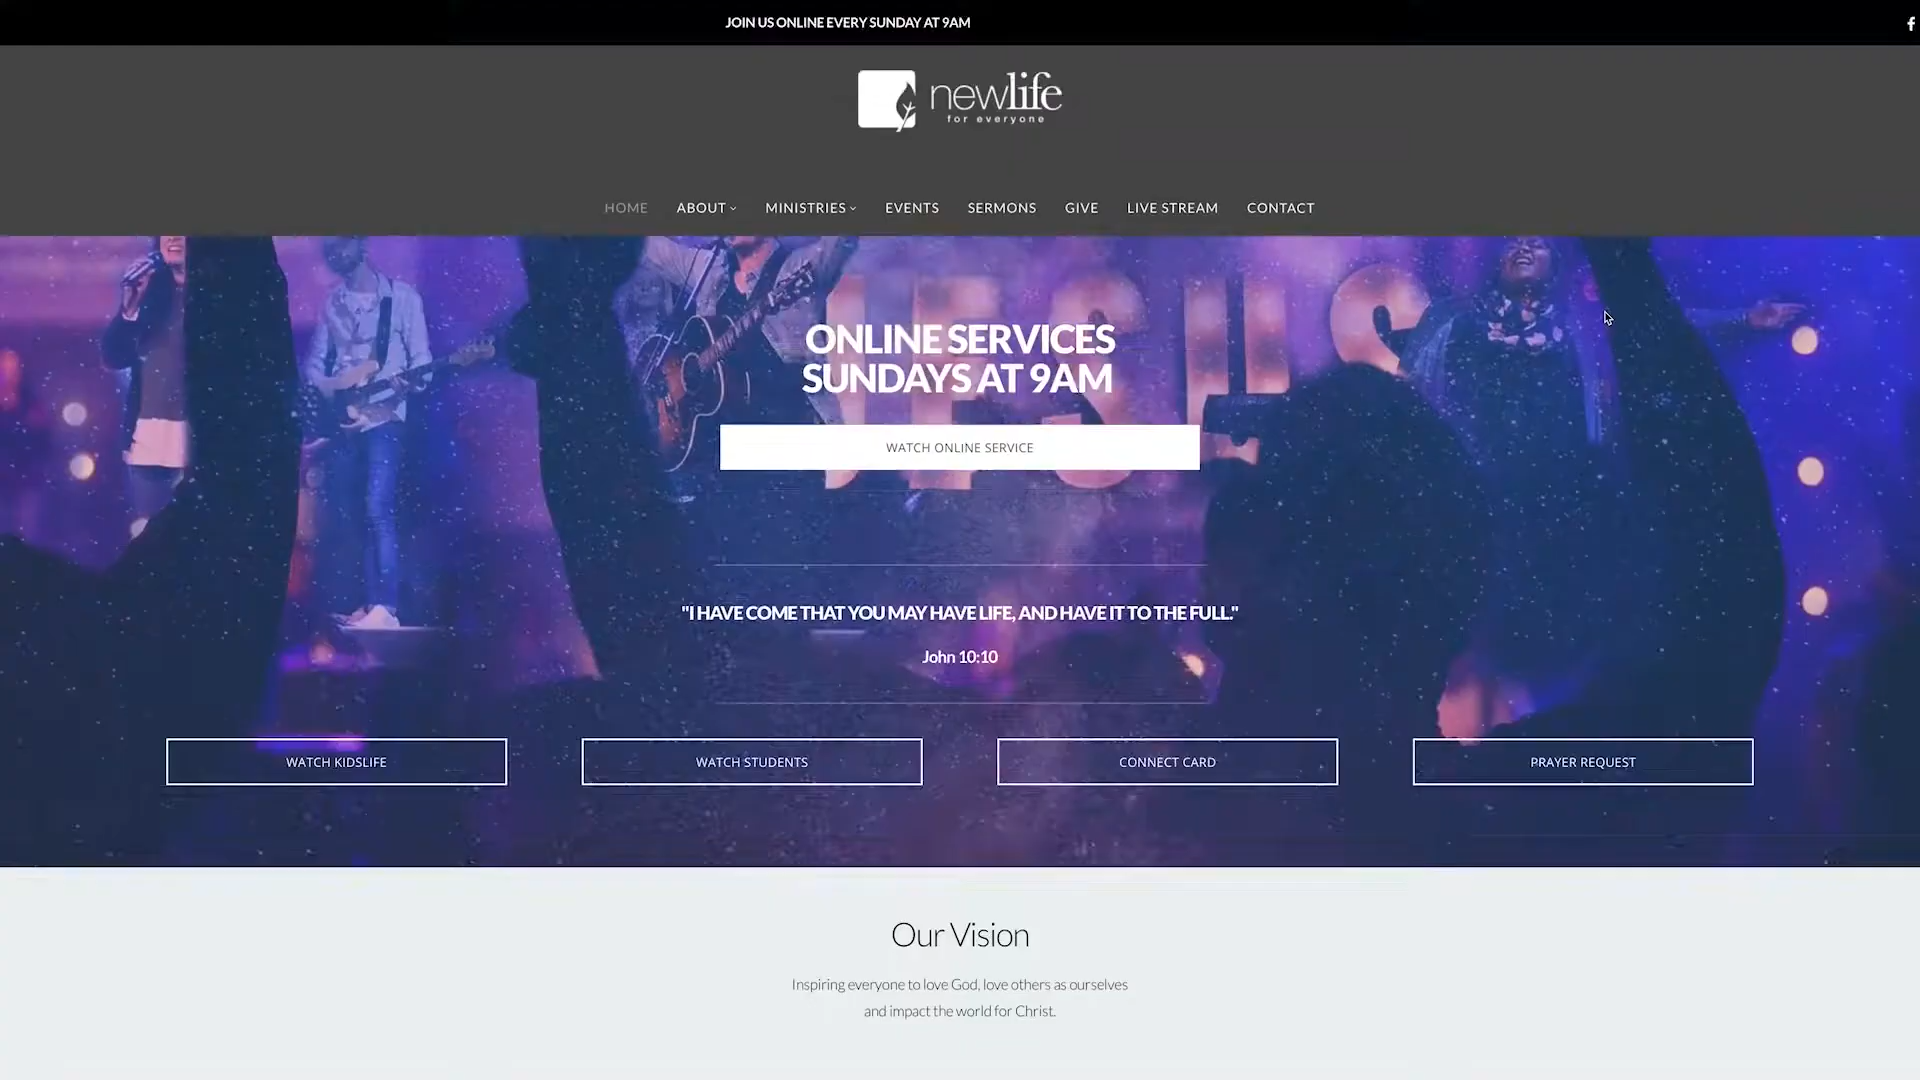 JOIN US ONLINE EVERY SUNDAY AT 9AM
newlife
for everyone
HOME ABOUT MINISTRIES EVENTS SERMONS GIVE LIVE STREAM CONTACT
JESUS
ONLINE SERVICES
SUNDAYS AT 9AM
WATCH ONLINE SERVICE
"I HAVE COME THAT YOU MAY HAVE LIFE, AND HAVE IT TO THE FULL."
John 10:10
WATCH KIDSLIFE WATCH STUDENTS CONNECT CARD PRAYER REQUEST
Our Vision
Inspiring everyone to love God, love others as ourselves
and impact the world for Christ.